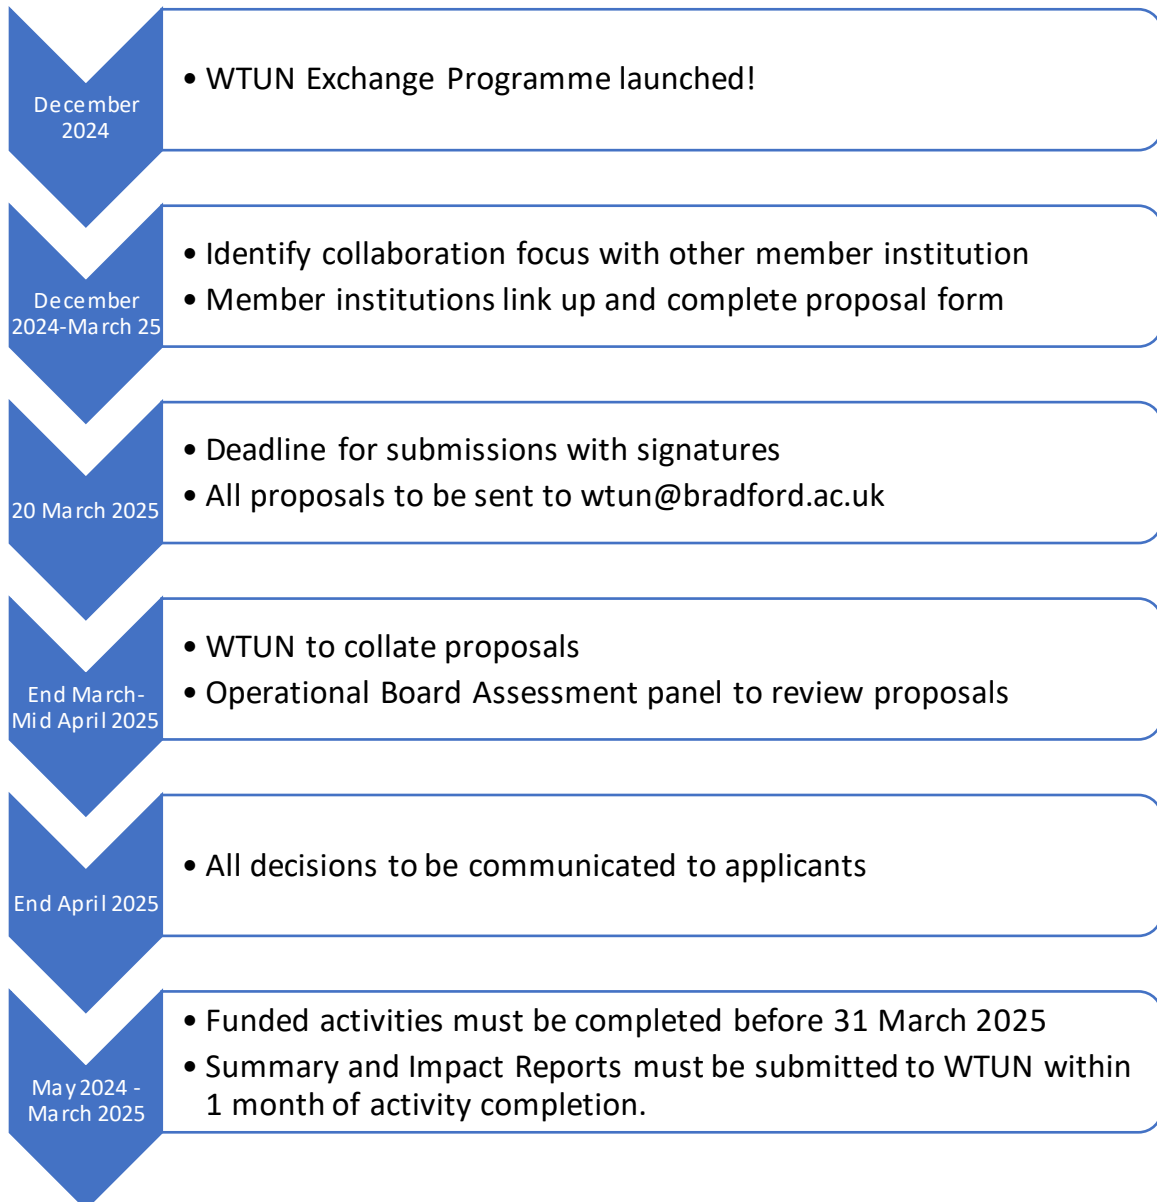 December
2024
• WTUN Exchange Programme launched!
December
2024-March 25
• Identify collaboration focus with other member institution
• Member institutions link up and complete proposal form
20 March 2025
• Deadline for submissions with signatures
• All proposals to be sent to wtun@bradford.ac.uk
End March-
Mid April 2025
• WTUN to collate proposals
• Operational Board Assessment panel to review proposals
End April 2025
• All decisions to be communicated to applicants
May 2024 -
March 2025
• Funded activities must be completed before 31 March 2025
• Summary and Impact Reports must be submitted to WTUN within
1 month of activity completion.